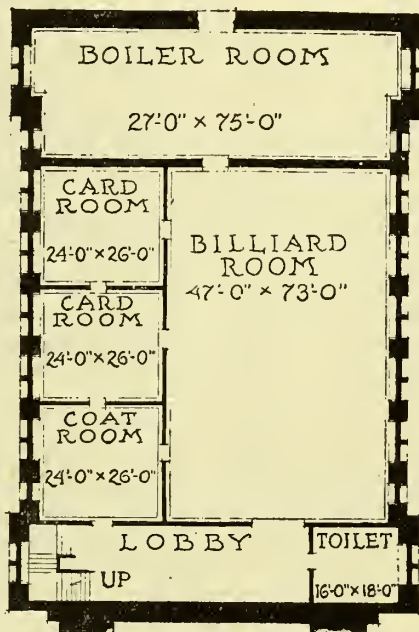 BOILER ROOM
27'-0" × 75'-0"
CARD
ROOM
24'-0" × 26'-0"
BILLIARD
ROOM
47'-0" × 73'-0"
CARD
ROOM
24'-0" × 26'-0"
COAT
ROOM
24'-0" × 26'-0"
LOBBY
UP
TOILET
16'-0" × 18'-0"